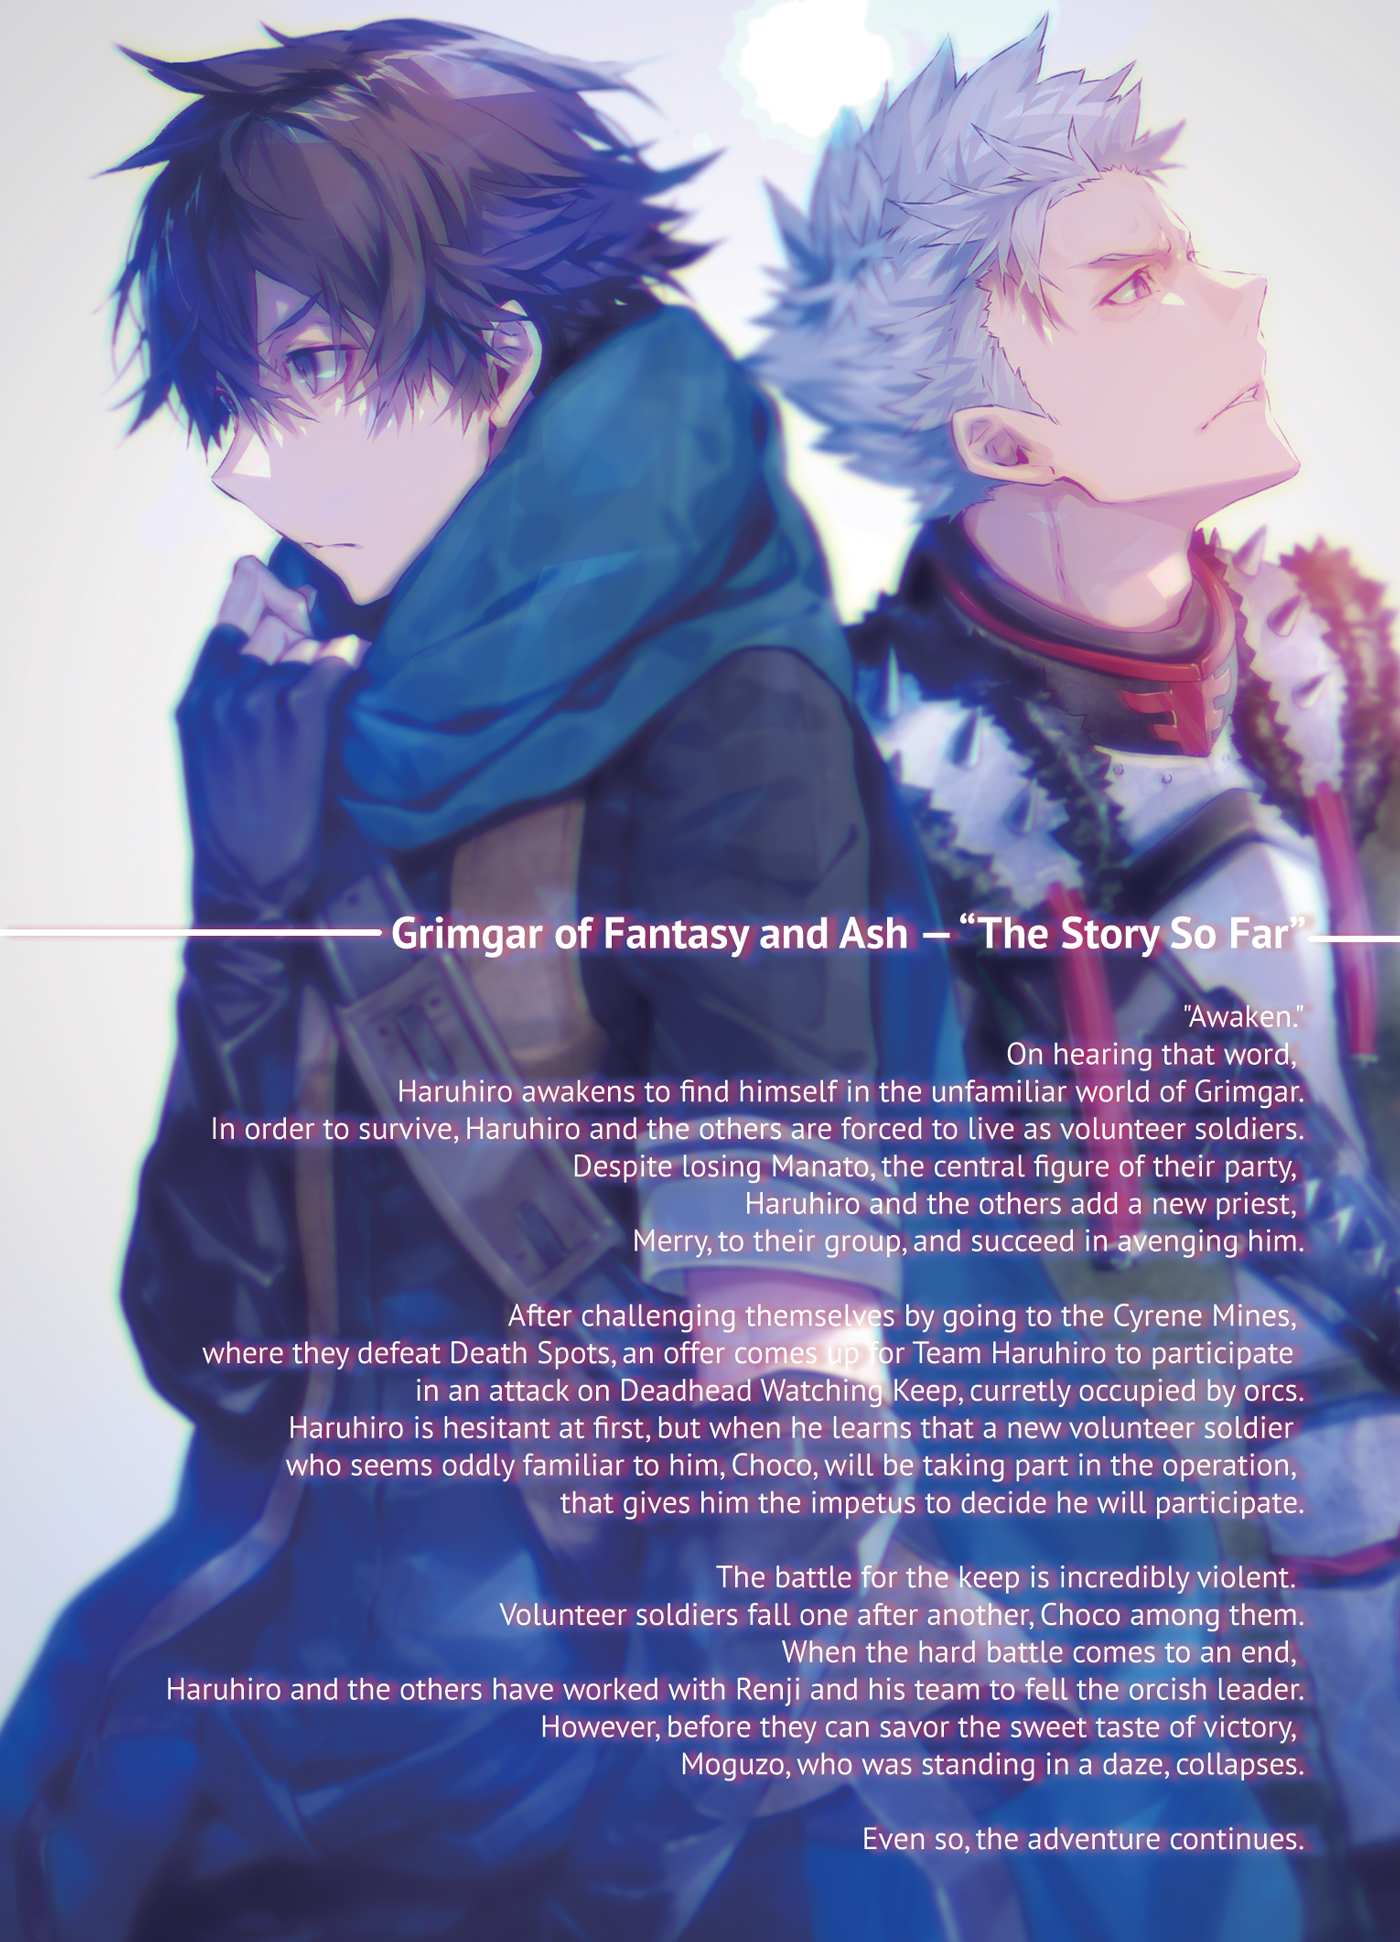 Grimgar of Fantasy and Ash – “The Story So Far”
"Awaken."
On hearing that word,
Haruhiro awakens to find himself in the unfamiliar world of Grimgar.
In order to survive, Haruhiro and the others are forced to live as volunteer soldiers.
Despite losing Manato, the central figure of their party,
Haruhiro and the others add a new priest,
Merry, to their group, and succeed in avenging him.
After challenging themselves by going to the Cyrene Mines,
where they defeat Death Spots, an offer comes up for Team Haruhiro to participate
in an attack on Deadhead Watching Keep, curretly occupied by orcs.
Haruhiro is hesitant at first, but when he learns that a new volunteer soldier
who seems oddly familiar to him, Choco, will be taking part in the operation,
that gives him the impetus to decide he will participate.
The battle for the keep is incredibly violent.
Volunteer soldiers fall one after another, Choco among them.
When the hard battle comes to an end,
Haruhiro and the others have worked with Renji and his team to fell the orcish leader.
However, before they can savor the sweet taste of victory,
Moguzo, who was standing in a daze, collapses.
Even so, the adventure continues.